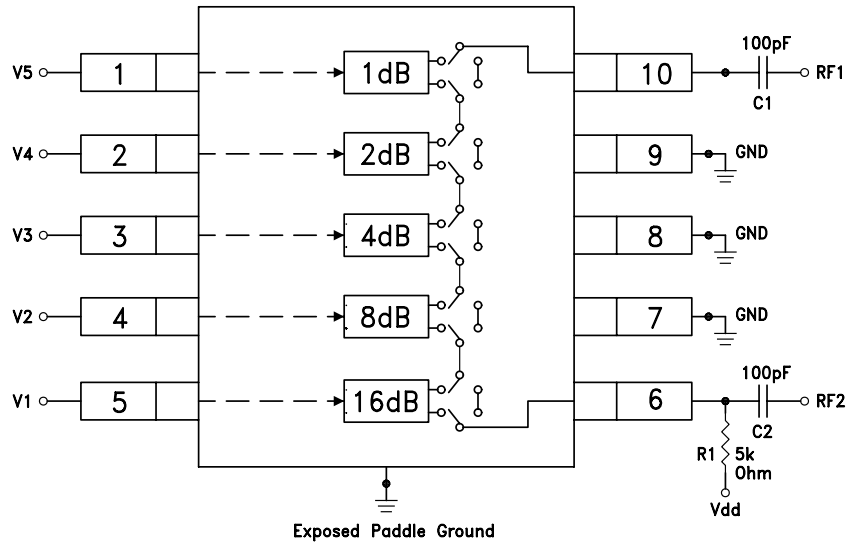 100pF
V5 1 1dB 10 RF1
C1
V4 2 2dB 9 GND
V3 3 4dB 8 GND
V2 4 8dB 7 GND
100pF
V1 5 16dB 6 RF2
C2
R1 5k
Ohm
Vdd
Exposed Paddle Ground